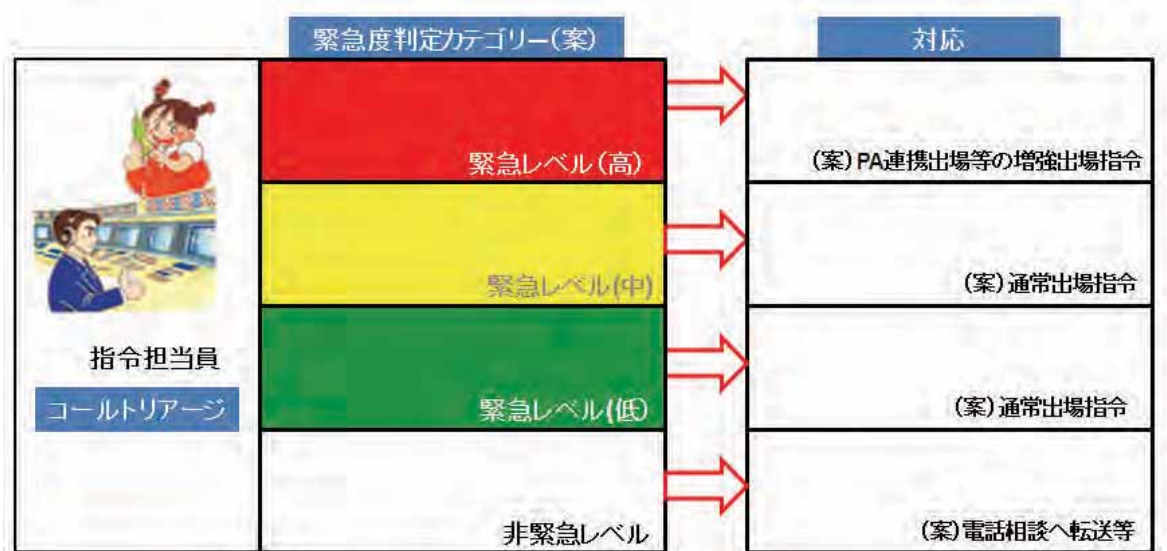 緊急度判定カテゴリー(案)
対応
緊急レベル(高)
(案)PA連携出場等の増強出場指令
緊急レベル(中)
(案)通常出場指令
指令担当員
コールトリアージ
緊急レベル(低)
(案)通常出場指令
非緊急レベル
(案)電話相談へ転送等